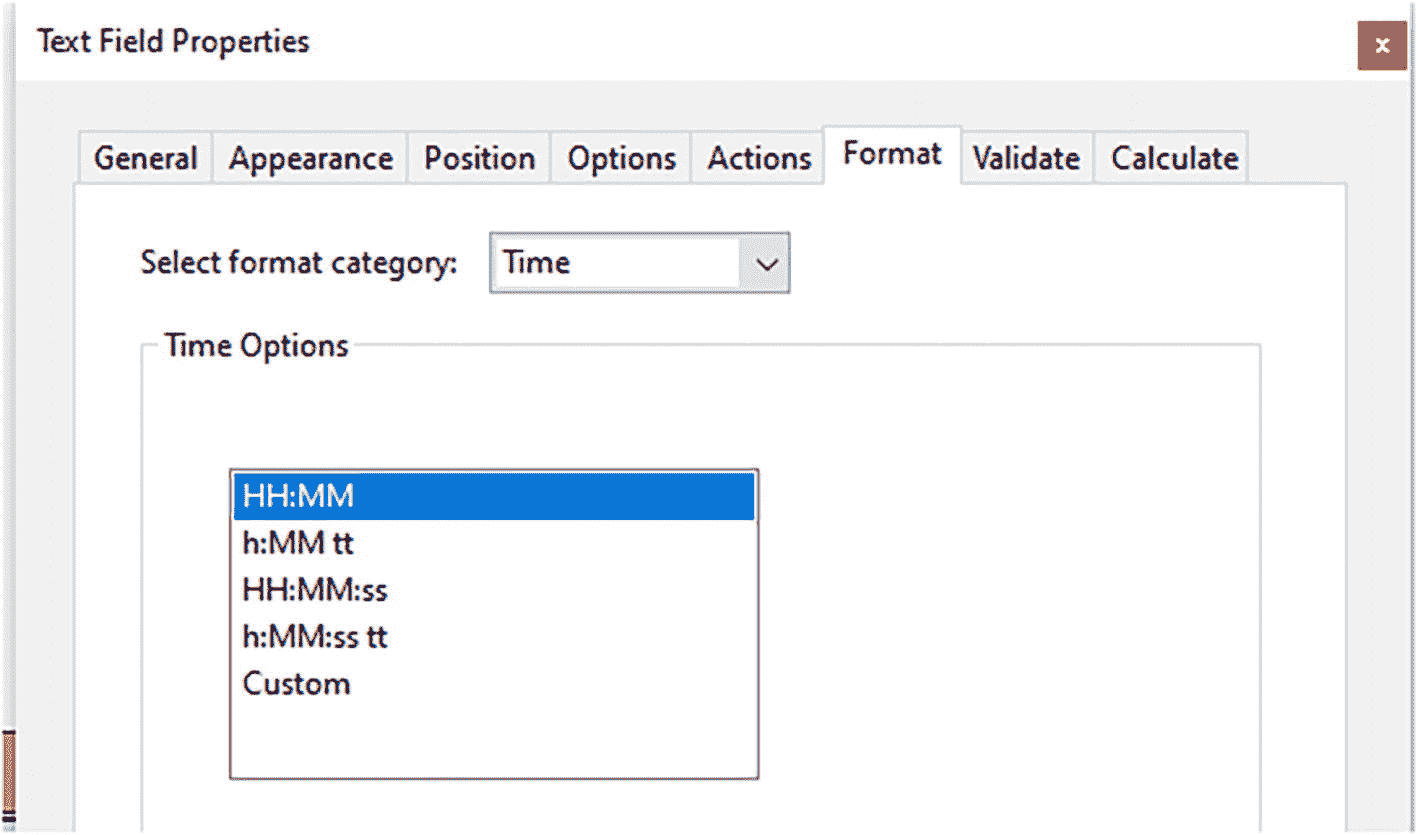 Text Field Properties
x
General Appearance Position Options Actions Format Validate Calculate
Select format category: Time
Time Options
HH:MM
h:MM tt
HH:MM:ss
h:MM:ss tt
Custom